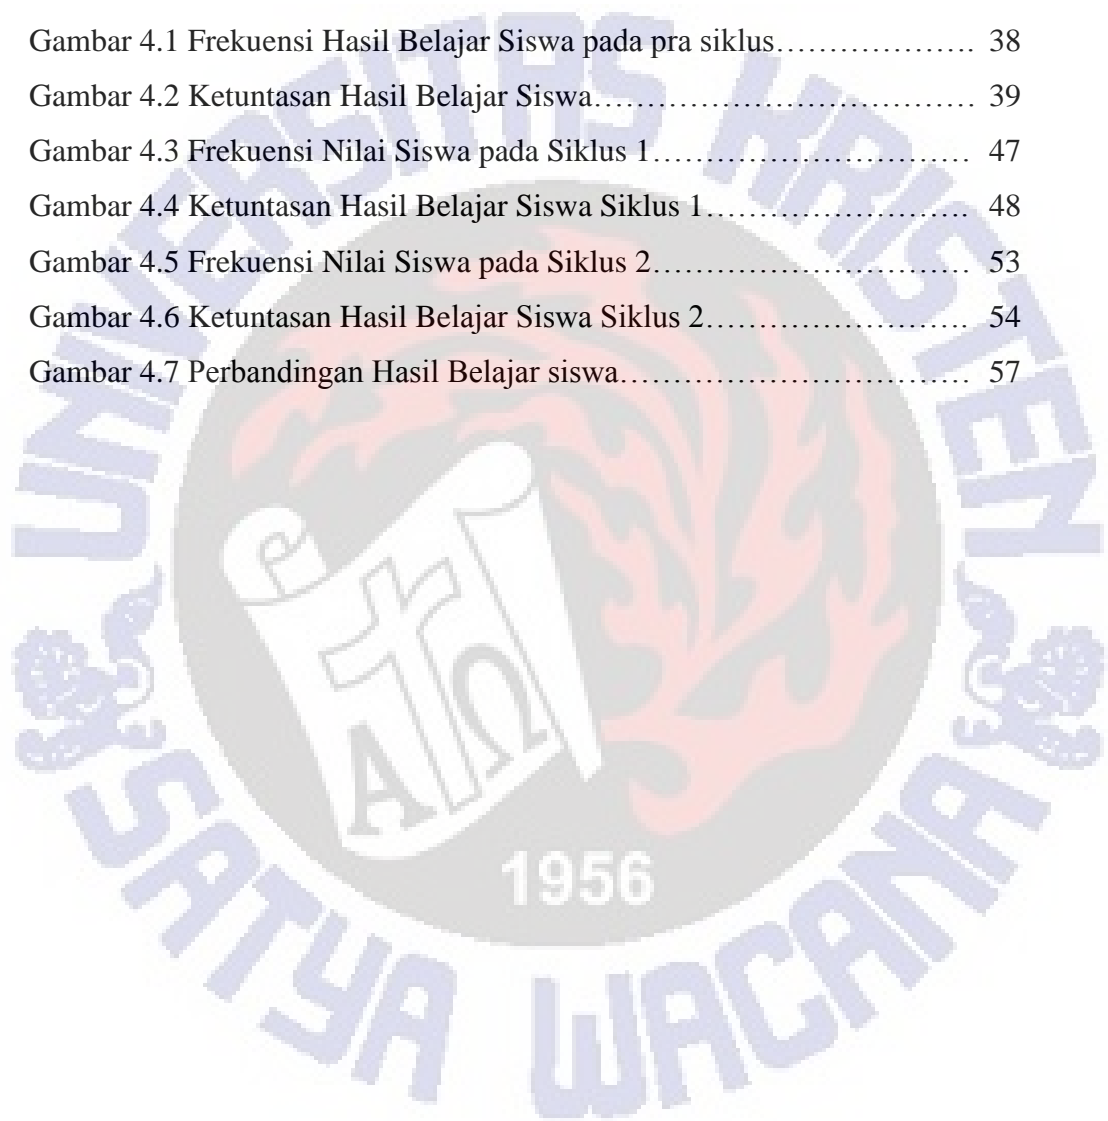 Gambar 4.1 Frekuensi Hasil Belajar Siswa pada pra siklus................... 38
Gambar 4.2 Ketuntasan Hasil Belajar Siswa.................................... 39
Gambar 4.3 Frekuensi Nilai Siswa pada Siklus 1.............................. 47
Gambar 4.4 Ketuntasan Hasil Belajar Siswa Siklus 1......................... 48
Gambar 4.5 Frekuensi Nilai Siswa pada Siklus 2.............................. 53
Gambar 4.6 Ketuntasan Hasil Belajar Siswa Siklus 2......................... 54
Gambar 4.7 Perbandingan Hasil Belajar siswa................................. 57
UNIVERSITAS KRISTEN
A Ω
1956
SATYA WACANA